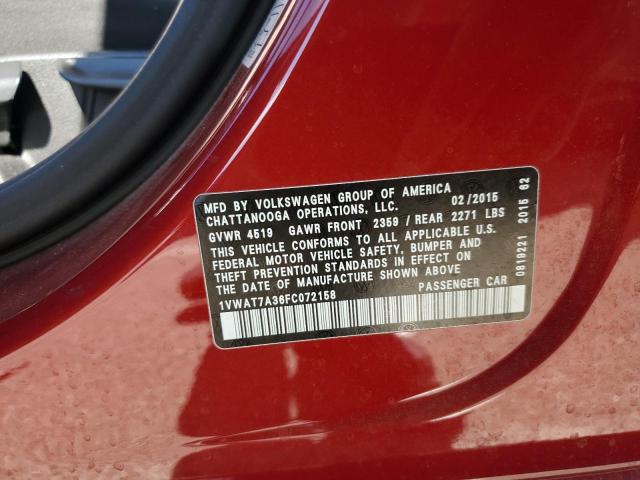 MFD BY VOLKSWAGEN GROUP OF AMERICA
CHATTANOOGA OPERATIONS, LLC. 02/2015
GVWR 4519 GAWR FRONT 2359 / REAR 2271 LBS
THIS VEHICLE CONFORMS TO ALL APPLICABLE U.S.
FEDERAL MOTOR VEHICLE SAFETY, BUMPER AND
THEFT PREVENTION STANDARDS IN EFFECT ON
THE DATE OF MANUFACTURE SHOWN ABOVE
1VWAT7A36FC072158 PASSENGER CAR
0819221 2015 62